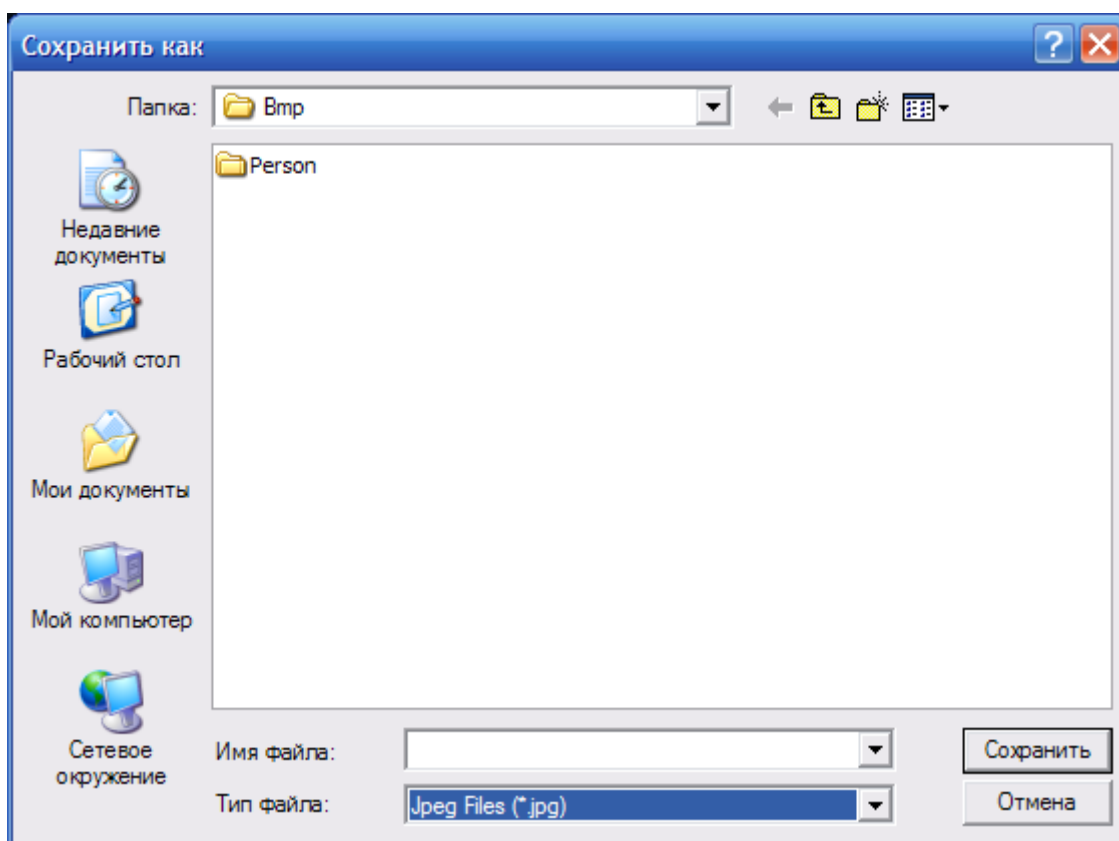 Сохранить как
Папка:
Bmp
Person
Недавние
документы
Рабочий стол
Мои документы
Мой компьютер
Сетевое
окружение
Имя файла:
Сохранить
Тип файла:
Jpeg Files (*.jpg)
Отмена